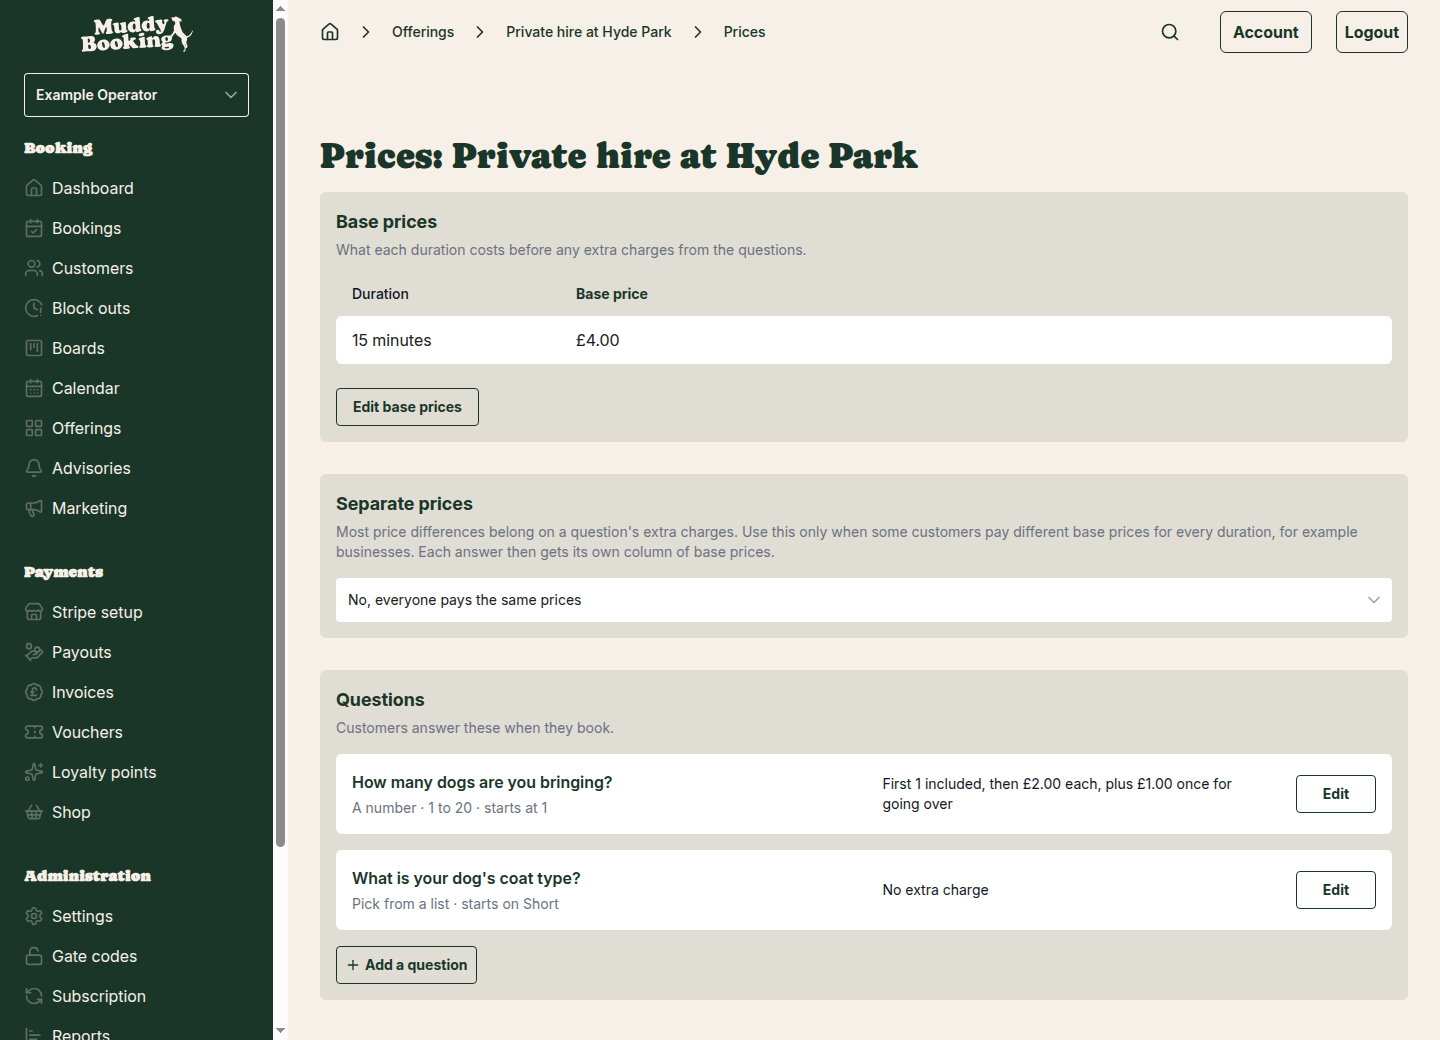 Muddy
Booking
Example Operator
Booking
Dashboard
Bookings
Customers
Block outs
Boards
Calendar
Offerings
Advisories
Marketing
Payments
Stripe setup
Payouts
Invoices
Vouchers
Loyalty points
Shop
Administration
Settings
Gate codes
Subscription
Reports
Offerings
Private hire at Hyde Park
Prices
Account
Logout
Prices: Private hire at Hyde Park
Base prices
What each duration costs before any extra charges from the questions.
Duration Base price
15 minutes £4.00
Edit base prices
Separate prices
Most price differences belong on a question's extra charges. Use this only when some customers pay different base prices for every duration, for example
businesses. Each answer then gets its own column of base prices.
No, everyone pays the same prices
Questions
Customers answer these when they book.
How many dogs are you bringing?
A number · 1 to 20 · starts at 1
First 1 included, then £2.00 each, plus £1.00 once for
going over
Edit
What is your dog's coat type?
Pick from a list · starts on Short
No extra charge
Edit
Add a question